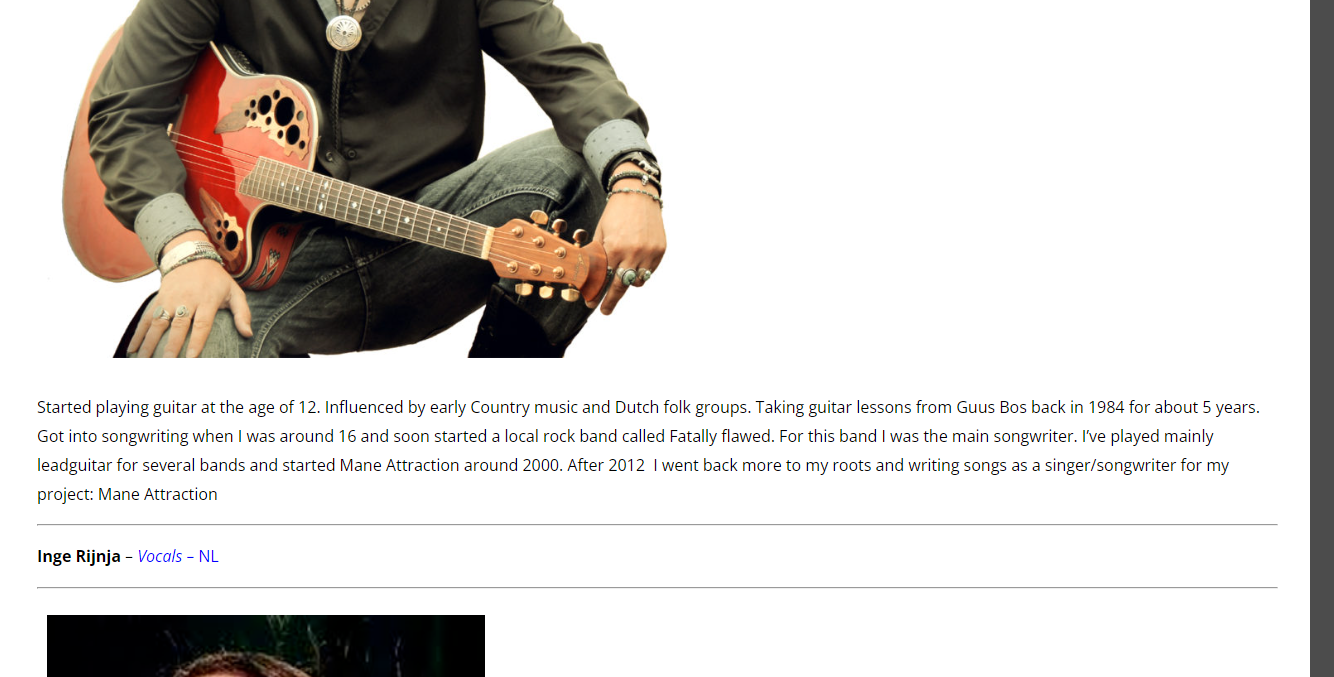 Started playing guitar at the age of 12. Influenced by early Country music and Dutch folk groups. Taking guitar lessons from Guus Bos back in 1984 for about 5 years.
Got into songwriting when I was around 16 and soon started a local rock band called Fatally flawed. For this band I was the main songwriter. I’ve played mainly
leadguitar for several bands and started Mane Attraction around 2000. After 2012  I went back more to my roots and writing songs as a singer/songwriter for my
project: Mane Attraction
Inge Rijnja – Vocals – NL